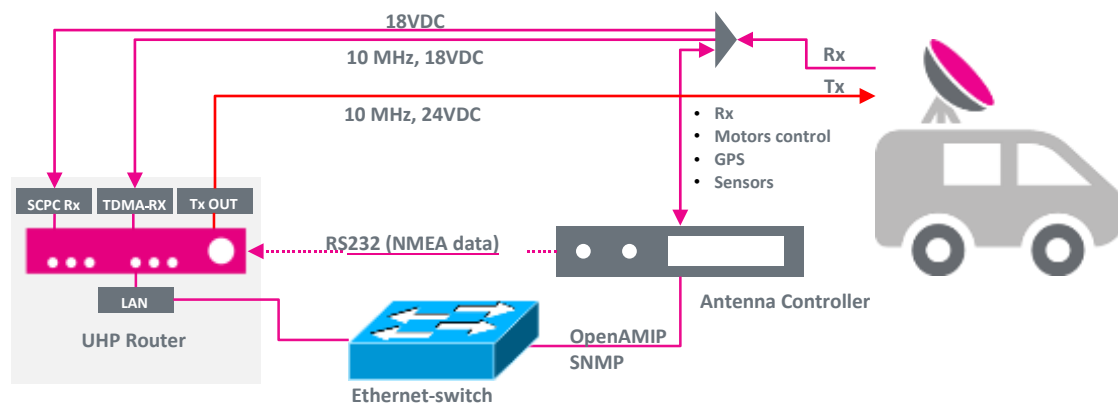 18VDC
10 MHz, 18VDC
Rx
Tx
10 MHz, 24VDC
• Rx
• Motors control
• GPS
• Sensors
SCPC Rx
TDMA-RX
Tx OUT
RS232 (NMEA data)
LAN
Antenna Controller
UHP Router
OpenAMIP
SNMP
Ethernet-switch